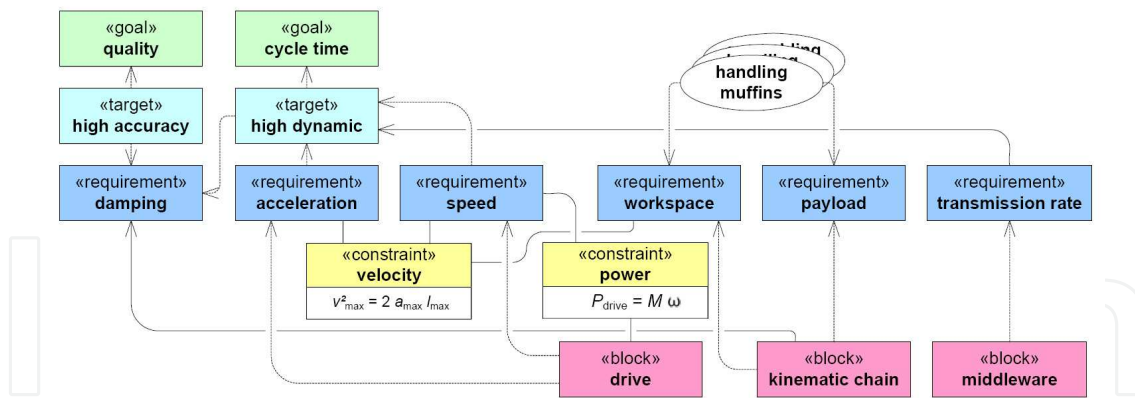 «goal»
quality
«goal»
cycle time
handling
muffins
«target»
high accuracy
«target»
high dynamic
«requirement»
damping
«requirement»
acceleration
«requirement»
speed
«requirement»
workspace
«requirement»
payload
«requirement»
transmission rate
«constraint»
velocity
v²max = 2 amax lmax
«constraint»
power
Pdrive = M ω
«block»
drive
«block»
kinematic chain
«block»
middleware